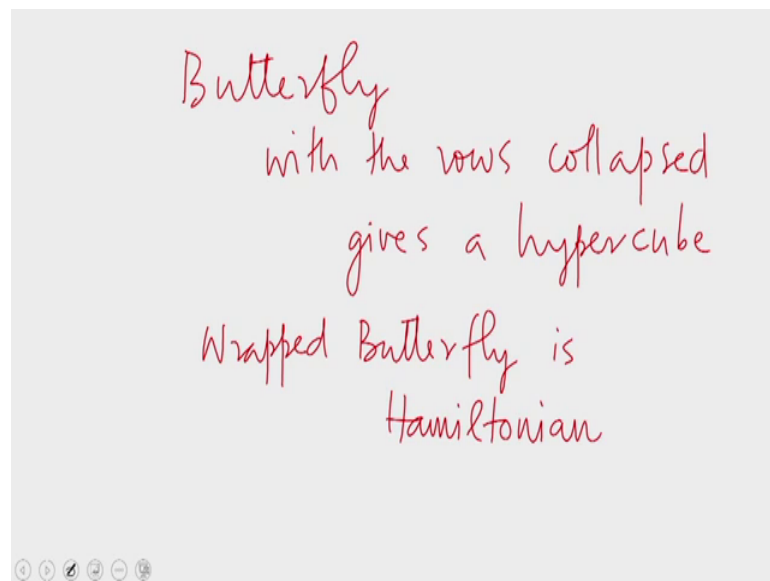 Butterfly
with the rows collapsed
gives a hypercube
Wrapped Butterfly is
Hamiltonian